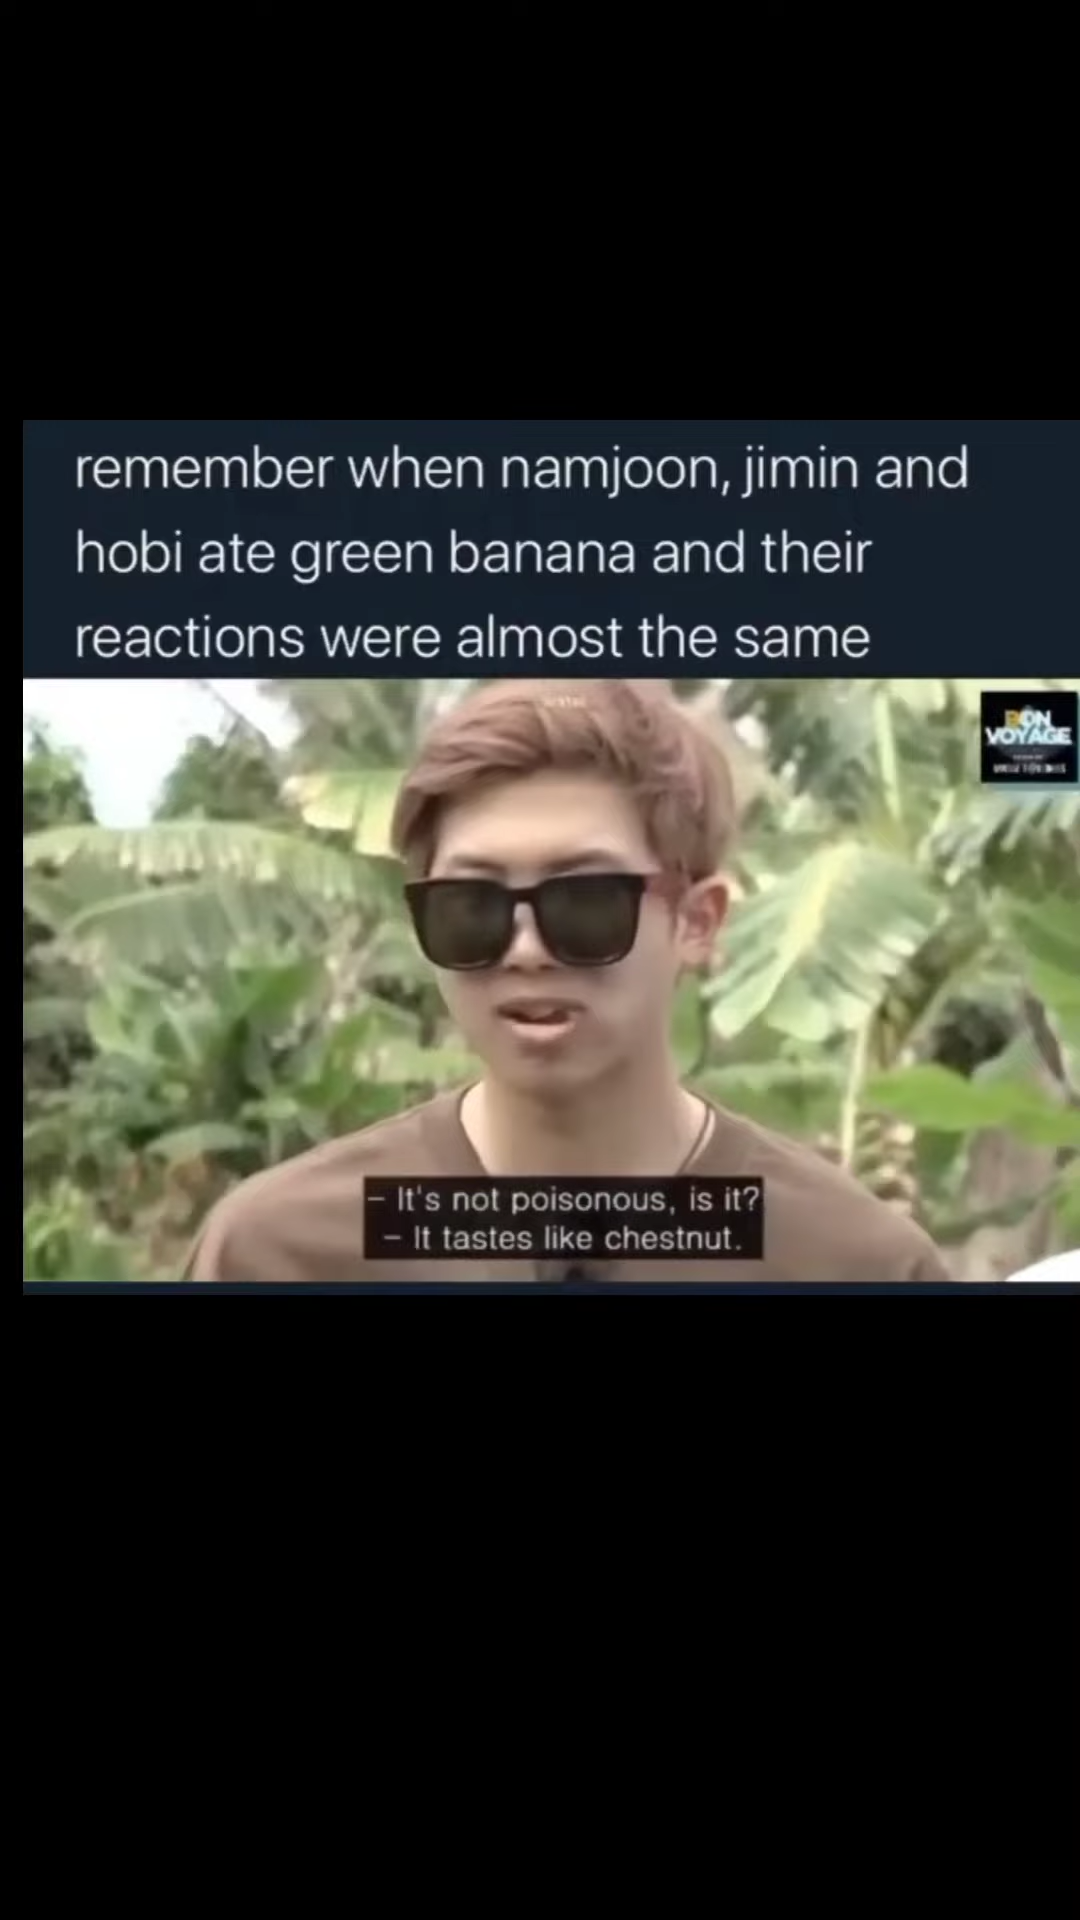 remember when namjoon, jimin and
hobi ate green banana and their
reactions were almost the same
BON
VOYAGE
- It's not poisonous, is it?
- It tastes like chestnut.